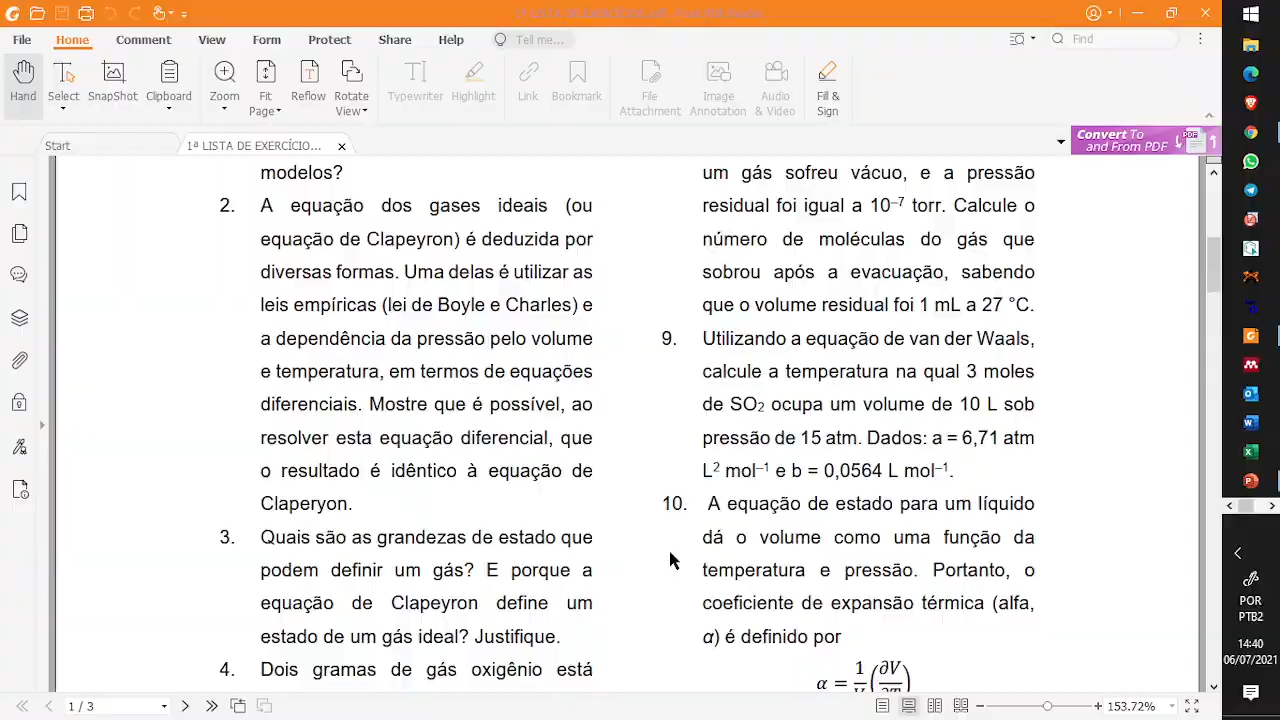 File
Home
Comment
View
Form
Protect
Share
Help
Tell me...
Find
Hand
Select
SnapShot
Clipboard
Zoom
Fit Page
Reflow
Rotate View
Typewriter
Highlight
Link
Bookmark
File Attachment
Image Annotation
Audio & Video
Fill & Sign
Start
1ª LISTA DE EXERCÍCIO...
Convert To
and From PDF
modelos?
2. A equação dos gases ideais (ou
equação de Clapeyron) é deduzida por
diversas formas. Uma delas é utilizar as
leis empíricas (lei de Boyle e Charles) e
a dependência da pressão pelo volume
e temperatura, em termos de equações
diferenciais. Mostre que é possível, ao
resolver esta equação diferencial, que
o resultado é idêntico à equação de
Claperyon.
3. Quais são as grandezas de estado que
podem definir um gás? E porque a
equação de Clapeyron define um
estado de um gás ideal? Justifique.
4. Dois gramas de gás oxigênio está
um gás sofreu vácuo, e a pressão
residual foi igual a 10⁻⁷ torr. Calcule o
número de moléculas do gás que
sobrou após a evacuação, sabendo
que o volume residual foi 1 mL a 27 °C.
9. Utilizando a equação de van der Waals,
calcule a temperatura na qual 3 moles
de SO₂ ocupa um volume de 10 L sob
pressão de 15 atm. Dados: a = 6,71 atm
L² mol⁻¹ e b = 0,0564 L mol⁻¹.
10. A equação de estado para um líquido
dá o volume como uma função da
temperatura e pressão. Portanto, o
coeficiente de expansão térmica (alfa,
α) é definido por
α = 1/V (∂V/∂T)
1 / 3
153.72%
POR
PTB2
14:40
06/07/2021